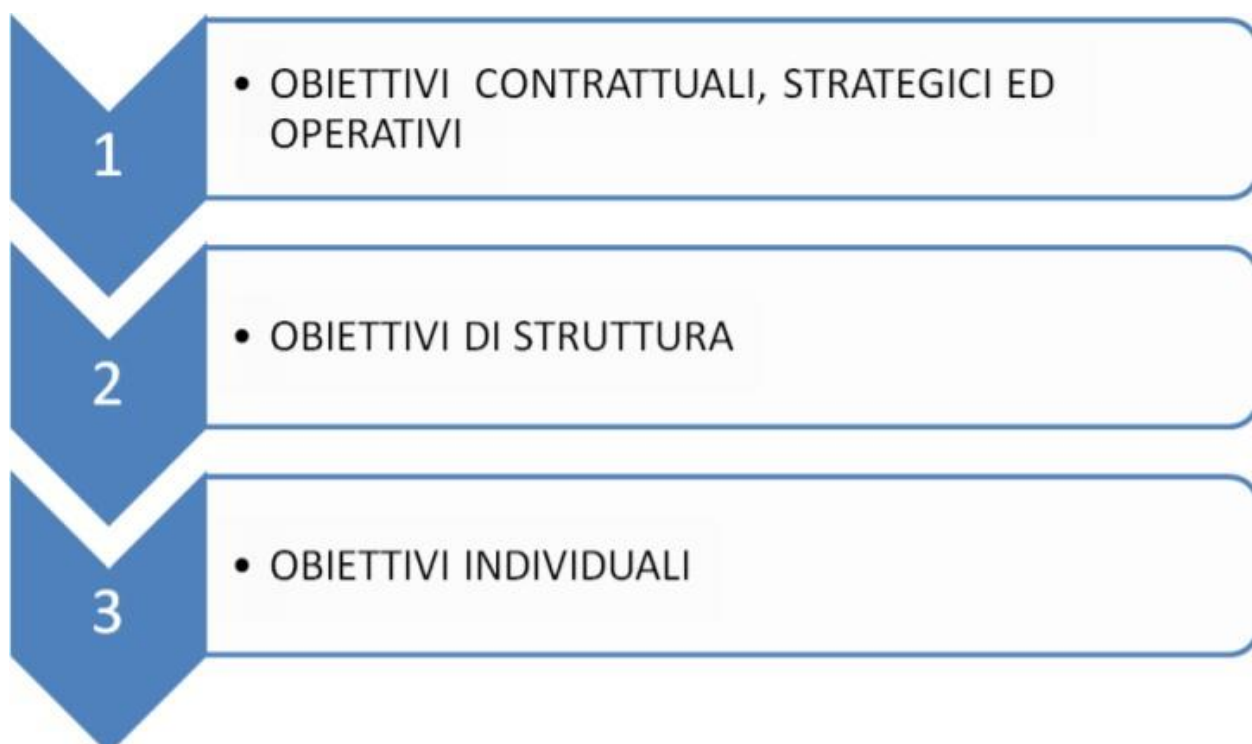 1
• OBIETTIVI CONTRATTUALI, STRATEGICI ED
OPERATIVI
2
• OBIETTIVI DI STRUTTURA
3
• OBIETTIVI INDIVIDUALI